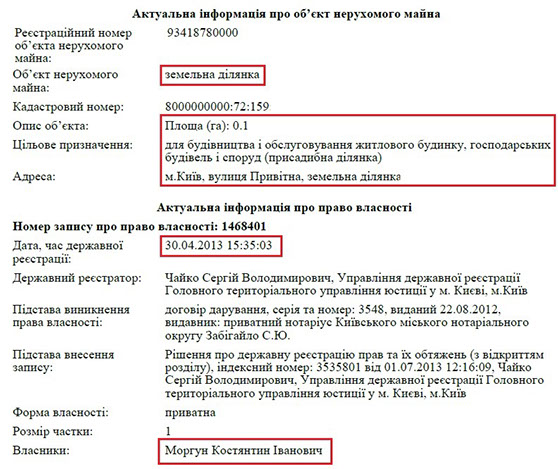 Актуальна інформація про об’єкт нерухомого майна
Реєстраційний номер об’єкта нерухомого майна: 93418780000
Об’єкт нерухомого майна: земельна ділянка
Кадастровий номер: 8000000000:72:159
Опис об’єкта: Площа (га): 0.1
Цільове призначення: для будівництва і обслуговування житлового будинку, господарських
будівель і споруд (присадибна ділянка)
Адреса: м.Київ, вулиця Привітна, земельна ділянка
Актуальна інформація про право власності
Номер запису про право власності: 1468401
Дата, час державної реєстрації: 30.04.2013 15:35:03
Державний реєстратор: Чайко Сергій Володимирович, Управління державної реєстрації
Головного територіального управління юстиції у м. Києві, м.Київ
Підстава виникнення права власності: договір дарування, серія та номер: 3548, виданий 22.08.2012,
видавник: приватний нотаріус Київського міського нотаріального
округу Забігайло С.Ю.
Підстава внесення запису: Рішення про державну реєстрацію прав та їх обтяжень (з відкриттям
розділу), індексний номер: 3535801 від 01.07.2013 12:16:09, Чайко
Сергій Володимирович, Управління державної реєстрації Головного
територіального управління юстиції у м. Києві, м.Київ
Форма власності: приватна
Розмір частки: 1
Власники: Моргун Костянтин Іванович